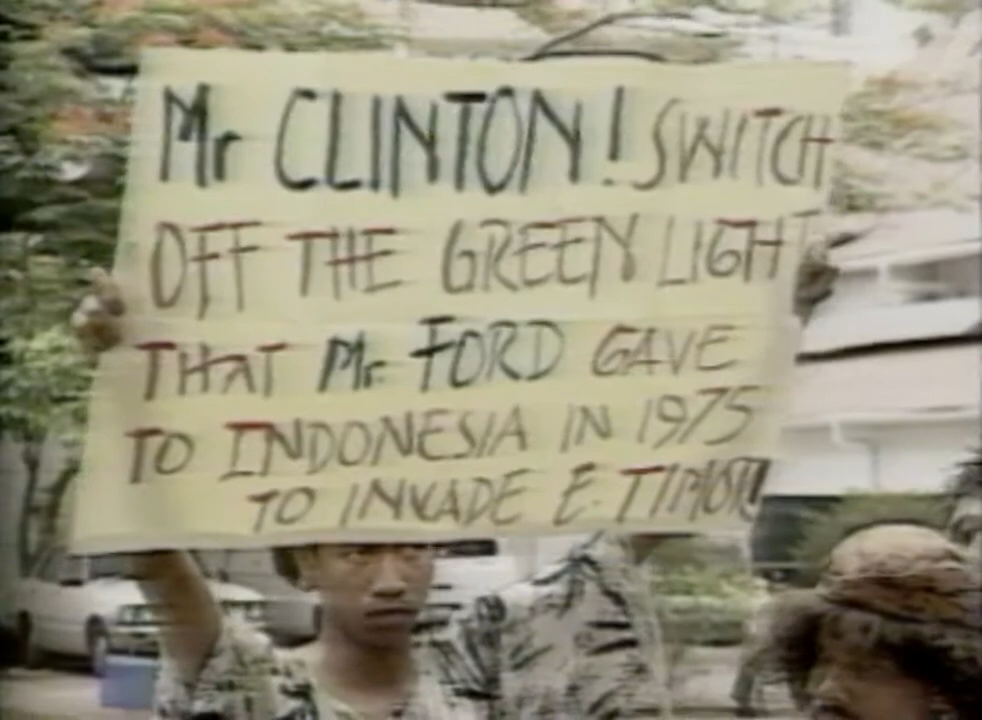 Mr CLINTON! SWITCH
OFF THE GREEN LIGHT
THAT Mr. FORD GAVE
TO INDONESIA IN 1975
TO INVADE E. TIMOR!